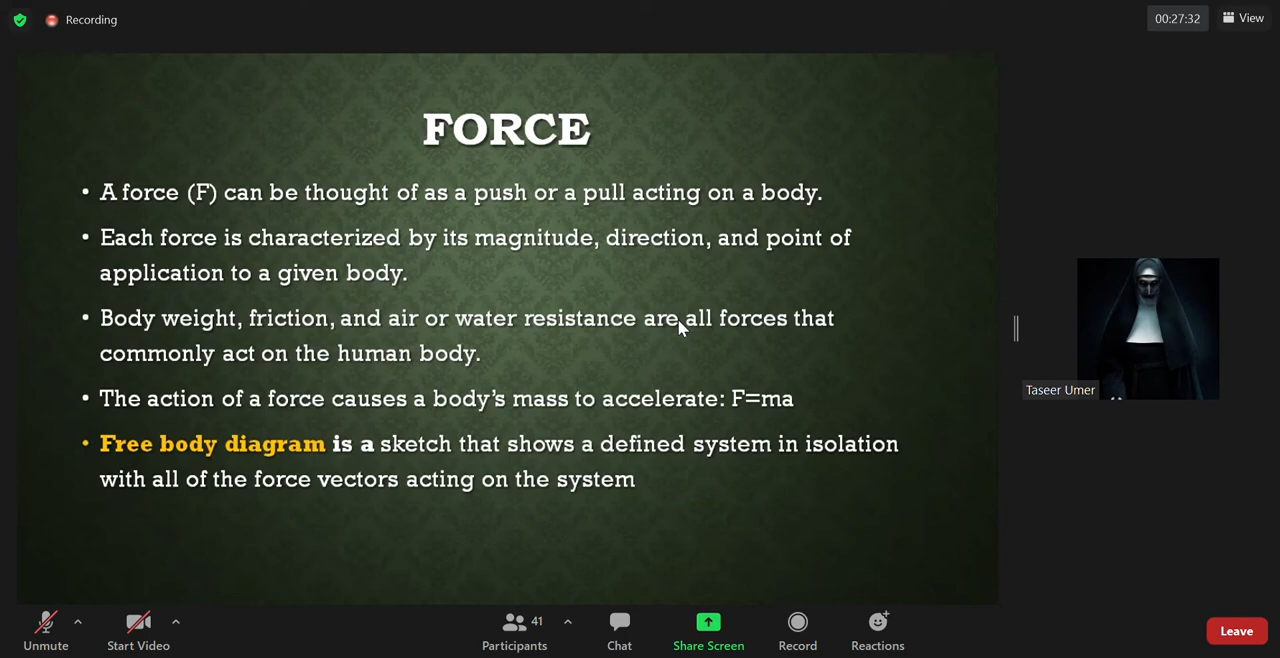 Recording
00:27:32
View
FORCE
• A force (F) can be thought of as a push or a pull acting on a body.
• Each force is characterized by its magnitude, direction, and point of
application to a given body.
• Body weight, friction, and air or water resistance are all forces that
commonly act on the human body.
• The action of a force causes a body's mass to accelerate: F=ma
• Free body diagram is a sketch that shows a defined system in isolation
with all of the force vectors acting on the system
Taseer Umer
Unmute
Start Video
41
Participants
Chat
Share Screen
Record
Reactions
Leave